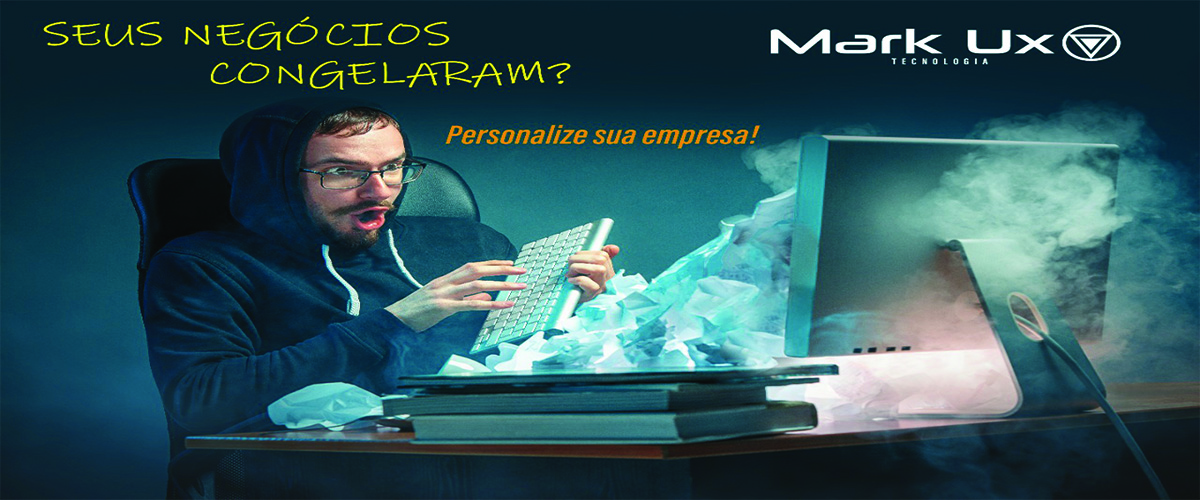 SEUS NEGÓCIOS
CONGELARAM?
Mark Ux
TECNOLOGIA
Personalize sua empresa!